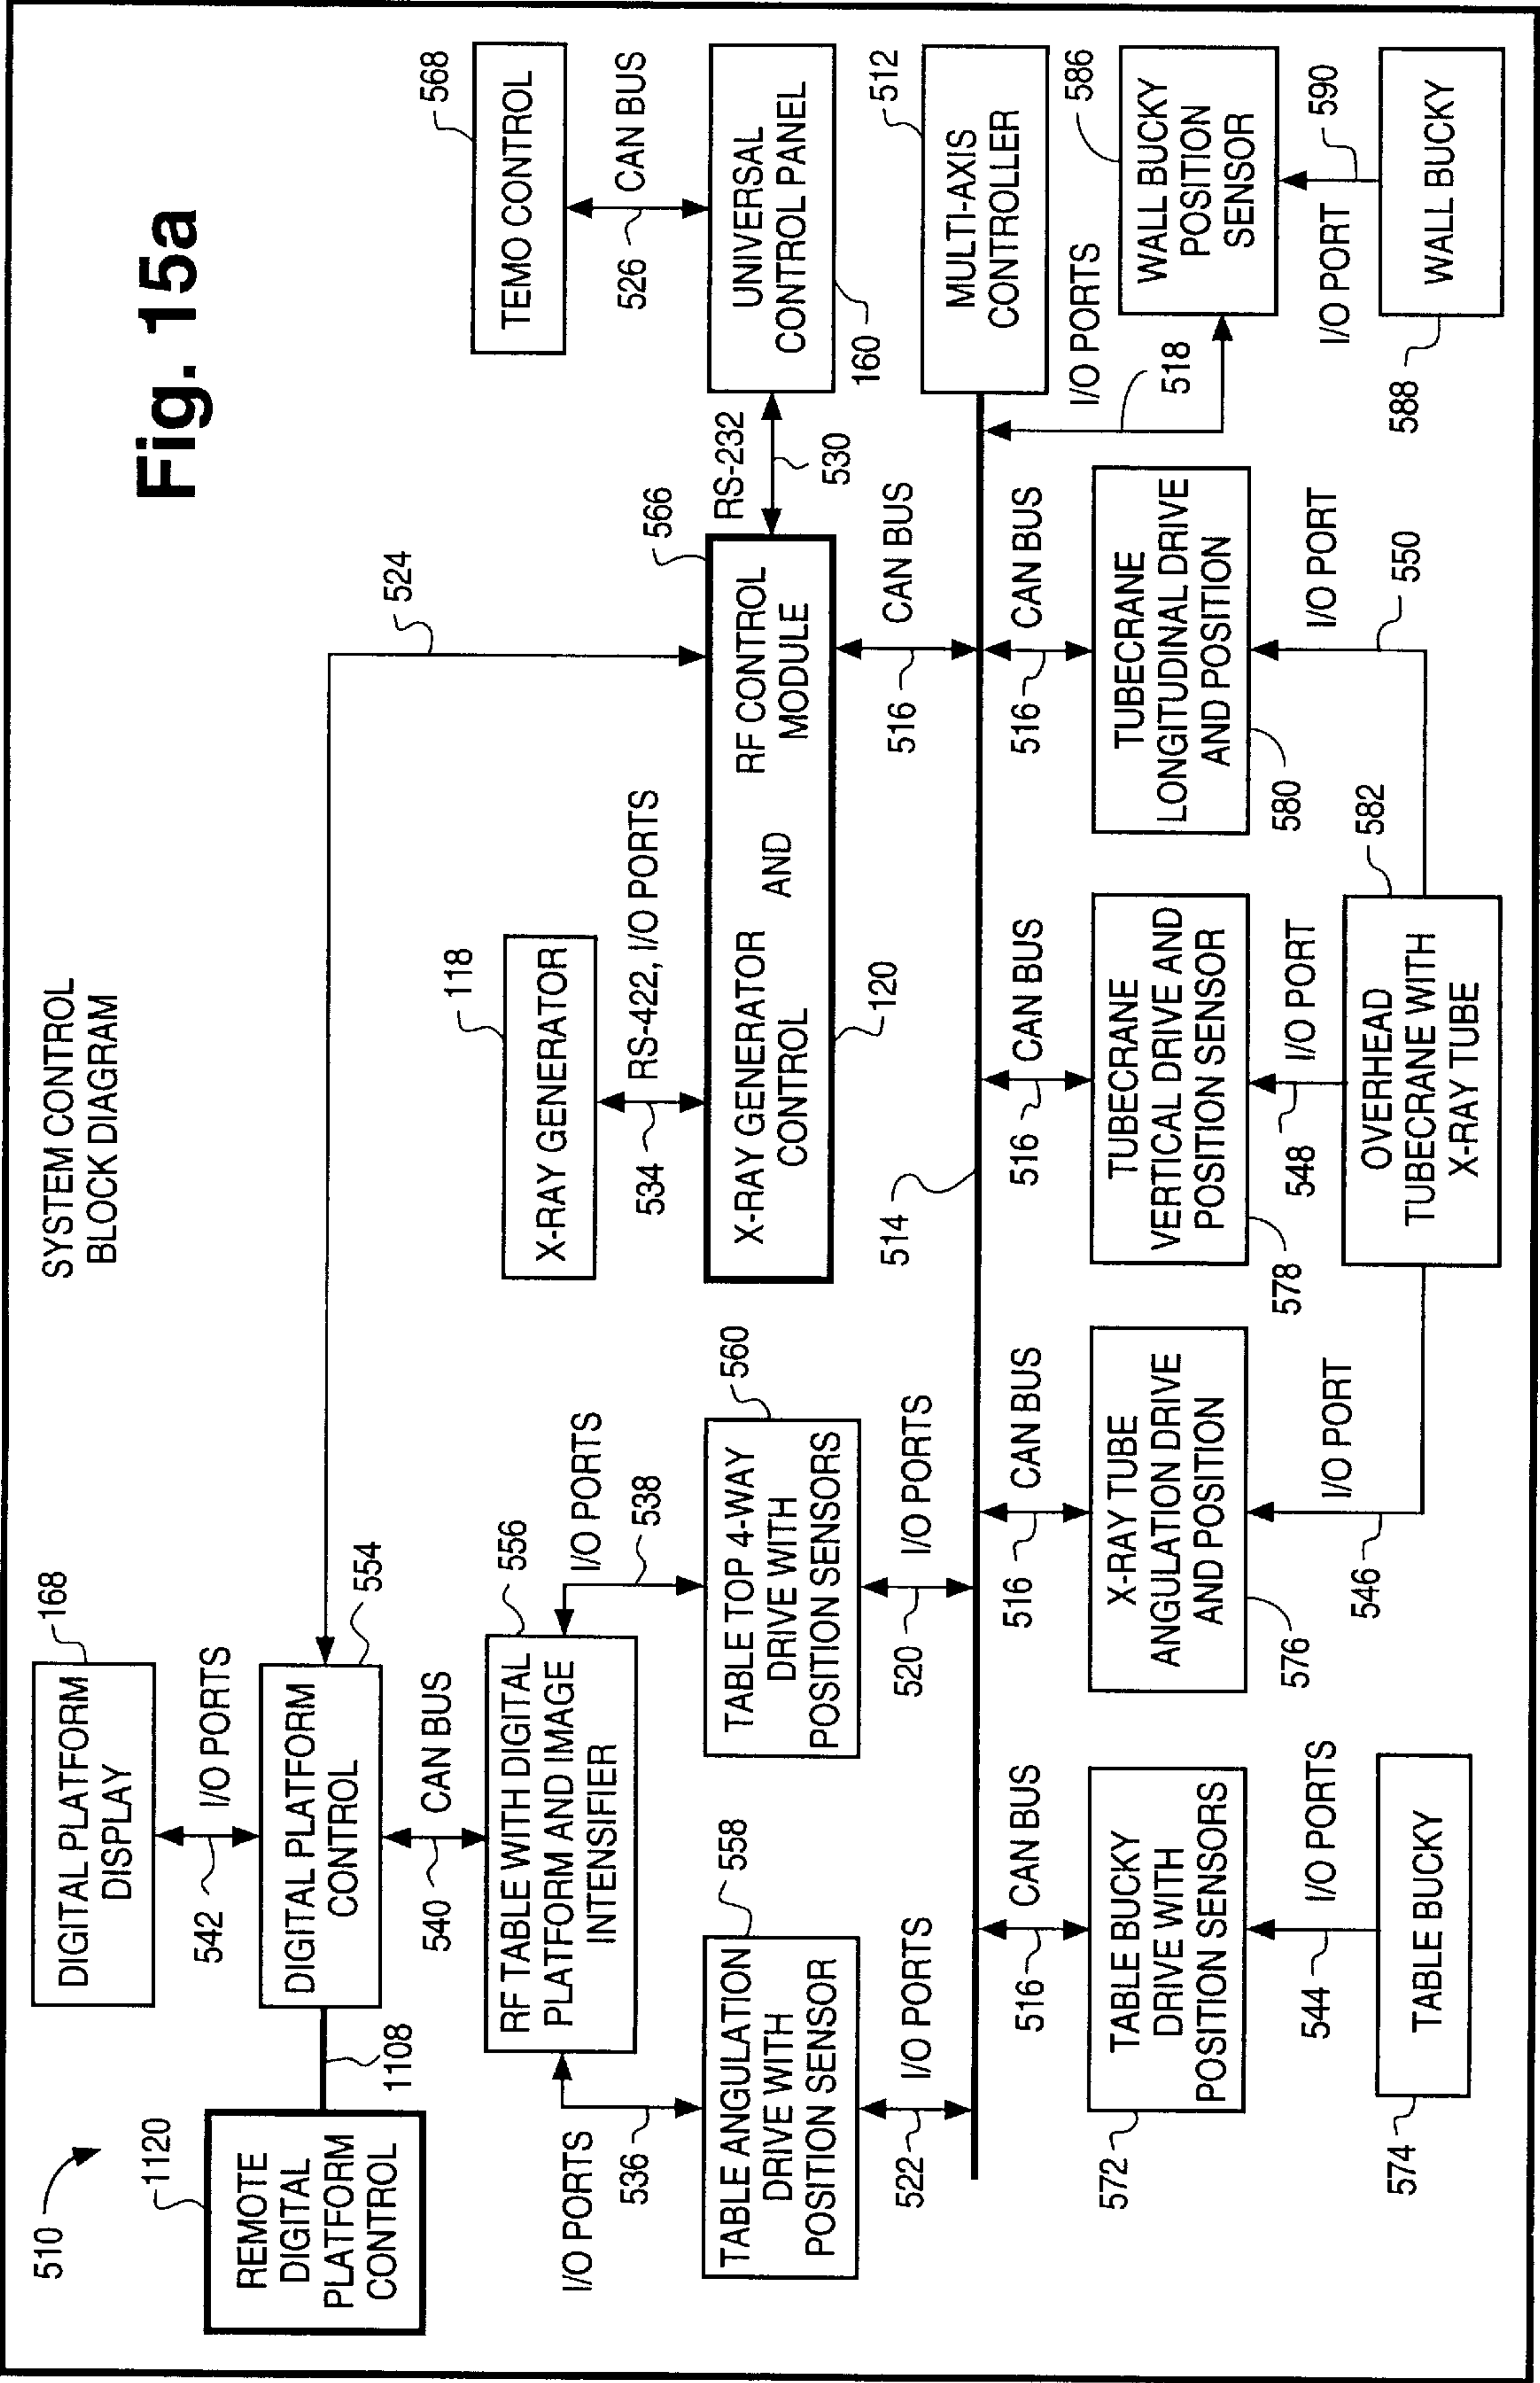 SYSTEM CONTROL
BLOCK DIAGRAM
Fig. 15a
510
1120
REMOTE
DIGITAL
PLATFORM
CONTROL
1108
DIGITAL PLATFORM
DISPLAY
168
542
I/O PORTS
DIGITAL PLATFORM
CONTROL
554
524
540
CAN BUS
RF TABLE WITH DIGITAL
PLATFORM AND IMAGE
INTENSIFIER
556
I/O PORTS
536
I/O PORTS
538
TABLE ANGULATION
DRIVE WITH
POSITION SENSOR
558
TABLE TOP 4-WAY
DRIVE WITH
POSITION SENSORS
560
X-RAY GENERATOR
118
534
RS-422, I/O PORTS
X-RAY GENERATOR
CONTROL
AND
RF CONTROL
MODULE
120
566
RS-232
530
TEMO CONTROL
568
526
CAN BUS
UNIVERSAL
CONTROL PANEL
160
522
I/O PORTS
520
I/O PORTS
514
516
CAN BUS
MULTI-AXIS
CONTROLLER
512
516
CAN BUS
516
CAN BUS
516
CAN BUS
516
CAN BUS
I/O PORTS
518
TABLE BUCKY
DRIVE WITH
POSITION SENSORS
572
X-RAY TUBE
ANGULATION DRIVE
AND POSITION
576
TUBECRANE
VERTICAL DRIVE AND
POSITION SENSOR
578
TUBECRANE
LONGITUDINAL DRIVE
AND POSITION
580
WALL BUCKY
POSITION
SENSOR
586
544
I/O PORTS
546
I/O PORT
548
I/O PORT
I/O PORT
550
I/O PORT
590
TABLE BUCKY
574
OVERHEAD
TUBECRANE WITH
X-RAY TUBE
582
WALL BUCKY
588